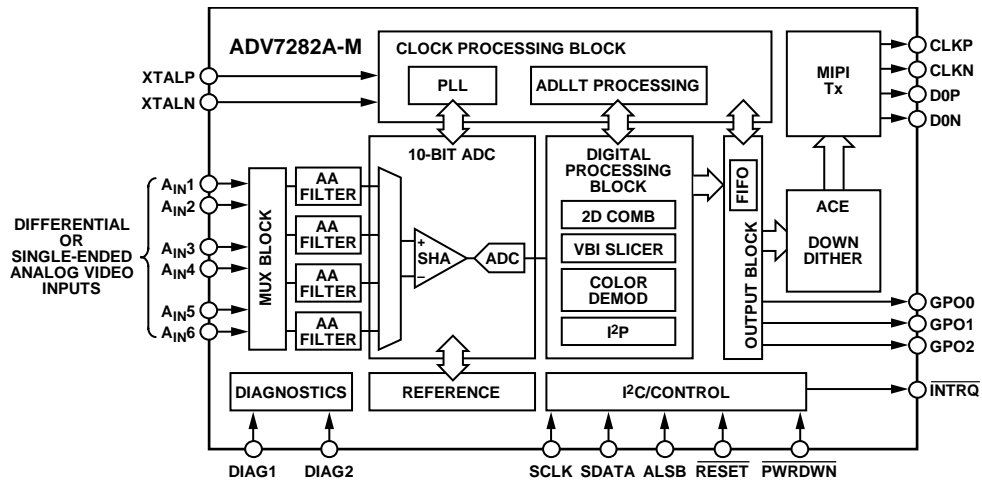 ADV7282A-M
CLOCK PROCESSING BLOCK
PLL
ADLLT PROCESSING
XTALP
XTALN
MIPI
Tx
CLKP
CLKN
D0P
D0N
10-BIT ADC
DIGITAL
PROCESSING
BLOCK
FIFO
OUTPUT BLOCK
ACE
DOWN
DITHER
DIFFERENTIAL
OR
SINGLE-ENDED
ANALOG VIDEO
INPUTS
AIN1
AIN2
AIN3
AIN4
AIN5
AIN6
MUX BLOCK
AA
FILTER
AA
FILTER
AA
FILTER
AA
FILTER
+
SHA
–
ADC
2D COMB
VBI SLICER
COLOR
DEMOD
I2P
GPO0
GPO1
GPO2
DIAGNOSTICS
REFERENCE
I2C/CONTROL
INTRQ
DIAG1
DIAG2
SCLK
SDATA
ALSB
RESET
PWRDWN